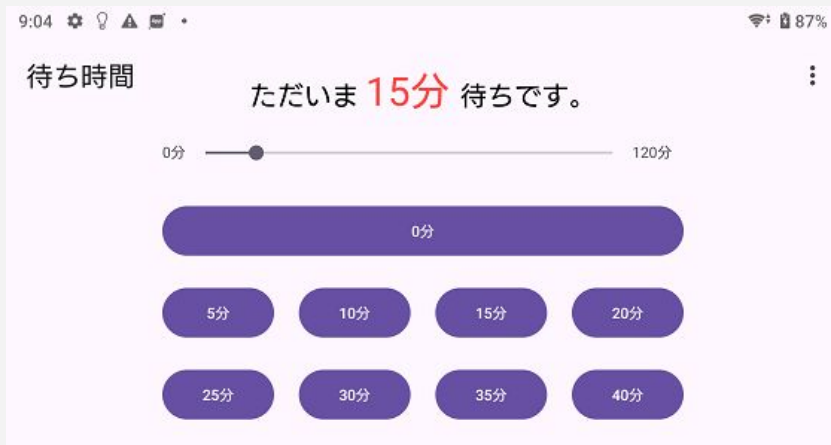 9:04 87%
待ち時間
ただいま 15分 待ちです。
0分 120分
0分
5分 10分 15分 20分
25分 30分 35分 40分